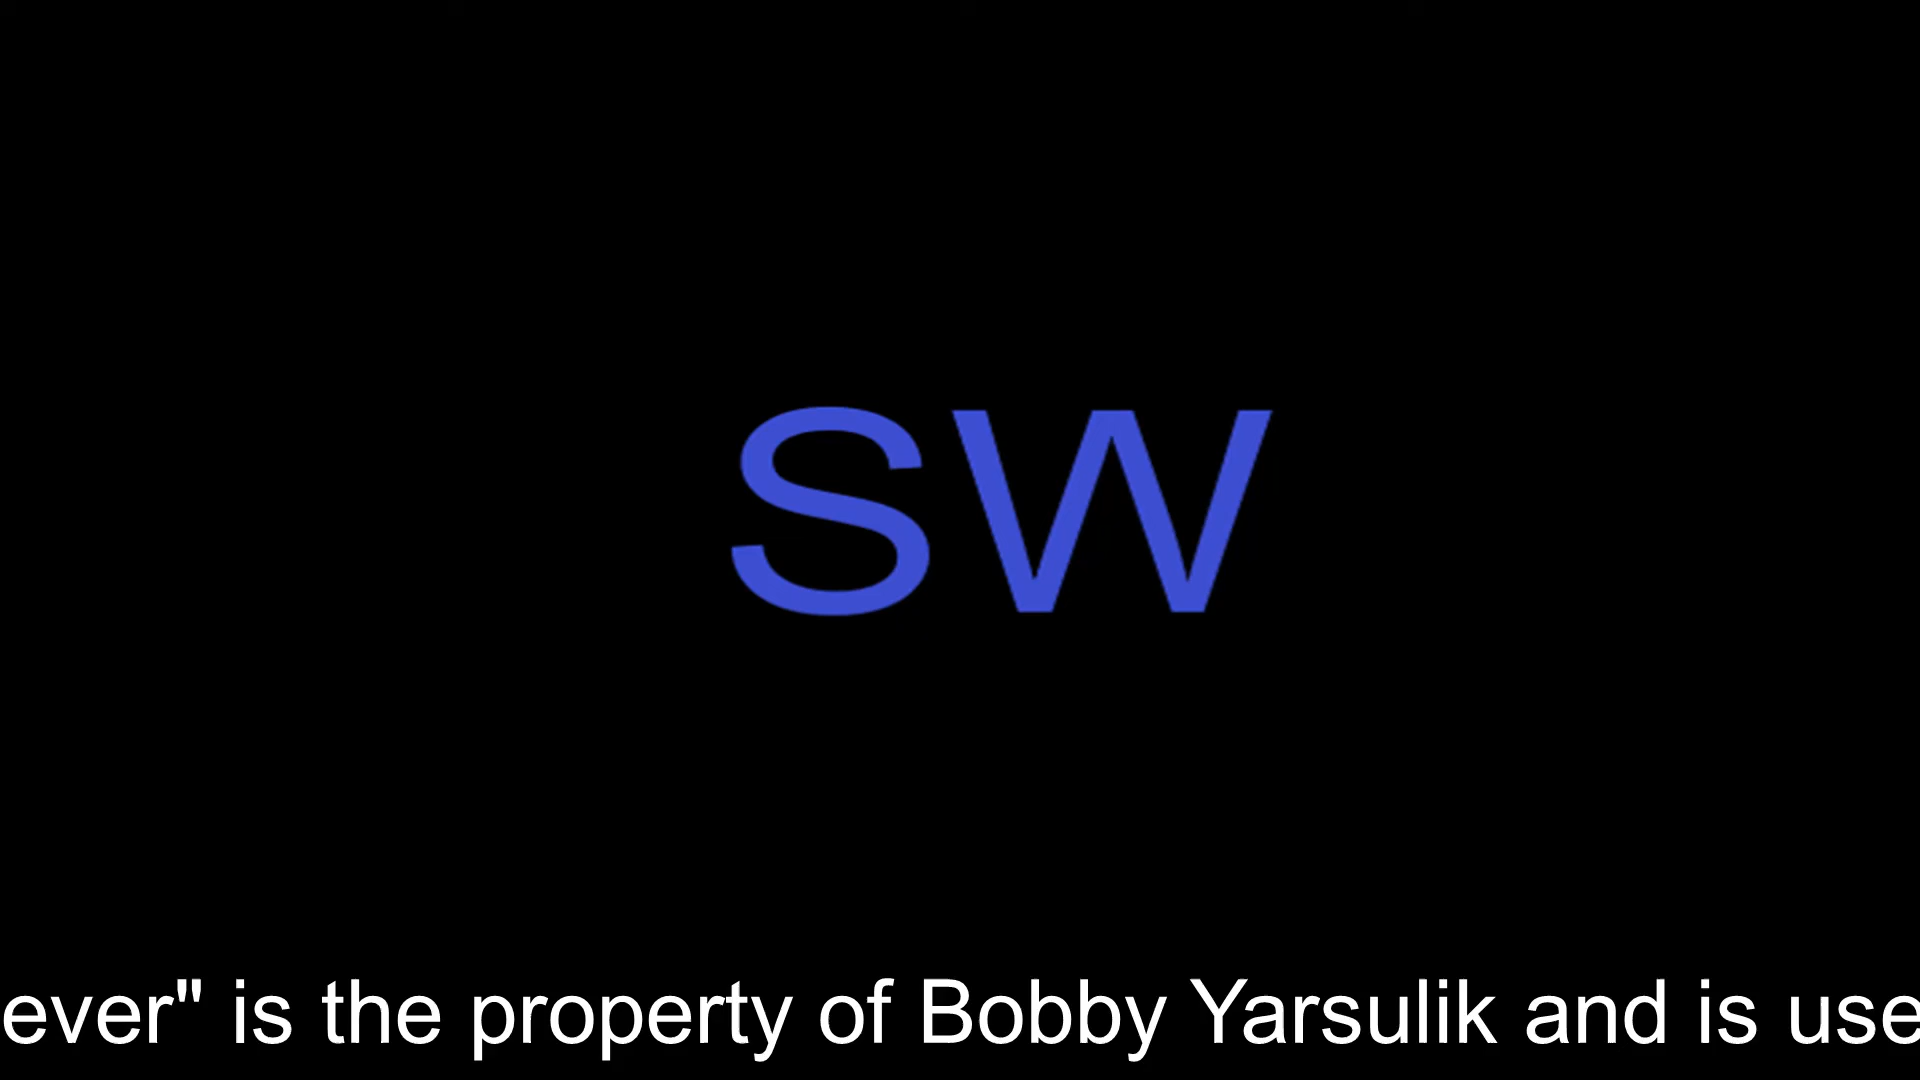 sw
ever" is the property of Bobby Yarsulik and is use